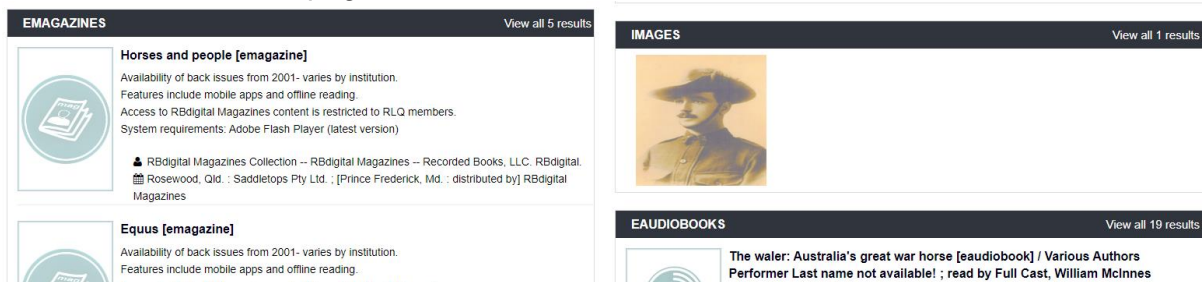 EMAGAZINES View all 5 results
Horses and people [emagazine]
Availability of back issues from 2001- varies by institution.
Features include mobile apps and offline reading.
Access to RBdigital Magazines content is restricted to RLQ members.
System requirements: Adobe Flash Player (latest version)
RBdigital Magazines Collection -- RBdigital Magazines -- Recorded Books, LLC. RBdigital.
Rosewood, Qld. : Saddletops Pty Ltd. ; [Prince Frederick, Md. : distributed by] RBdigital
Magazines
Equus [emagazine]
Availability of back issues from 2001- varies by institution.
Features include mobile apps and offline reading.
IMAGES View all 1 results
EAUDIOBOOKS View all 19 results
The waler: Australia's great war horse [eaudiobook] / Various Authors
Performer Last name not available! ; read by Full Cast, William McInnes